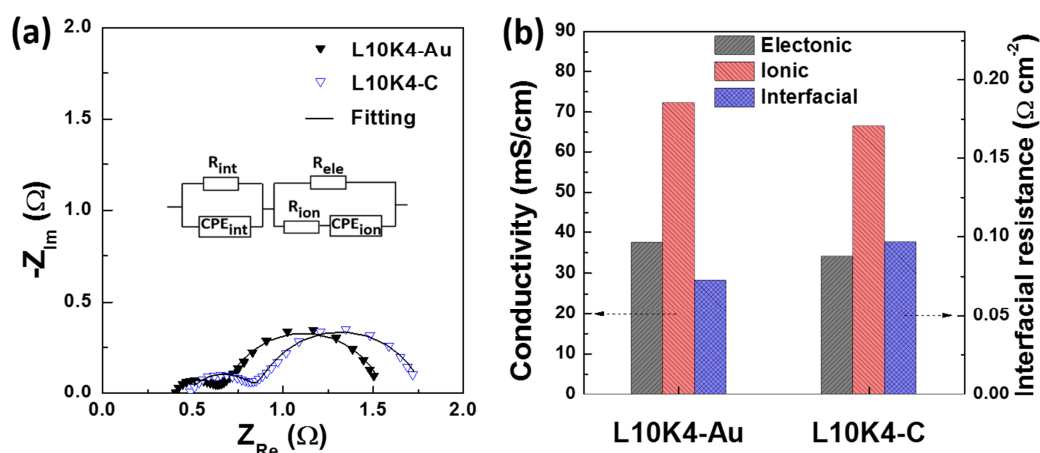 (a)
2.0
1.5
1.0
0.5
0.0
-Z_Im (Ω)
L10K4-Au
L10K4-C
Fitting
R_int
R_ele
CPE_int
R_ion
CPE_ion
0.0 0.5 1.0 1.5 2.0
Z_Re (Ω)
(b)
90
80
70
60
50
40
30
20
10
0
Conductivity (mS/cm)
Electonic
Ionic
Interfacial
0.20
0.15
0.10
0.05
0.00
Interfacial resistance (Ω cm⁻²)
L10K4-Au L10K4-C